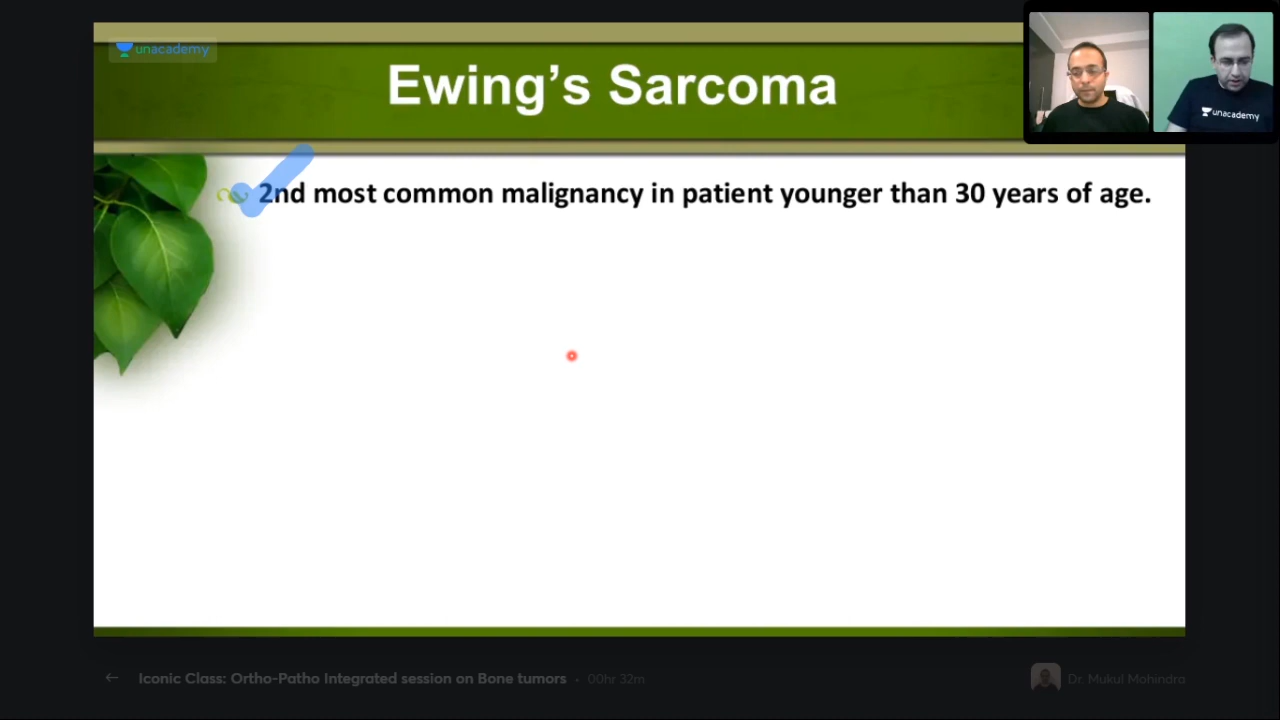 unacademy
Ewing's Sarcoma
unacademy
2nd most common malignancy in patient younger than 30 years of age.
Iconic Class: Ortho-Patho Integrated session on Bone tumors • 00hr 32m
Dr. Mukul Mohindra